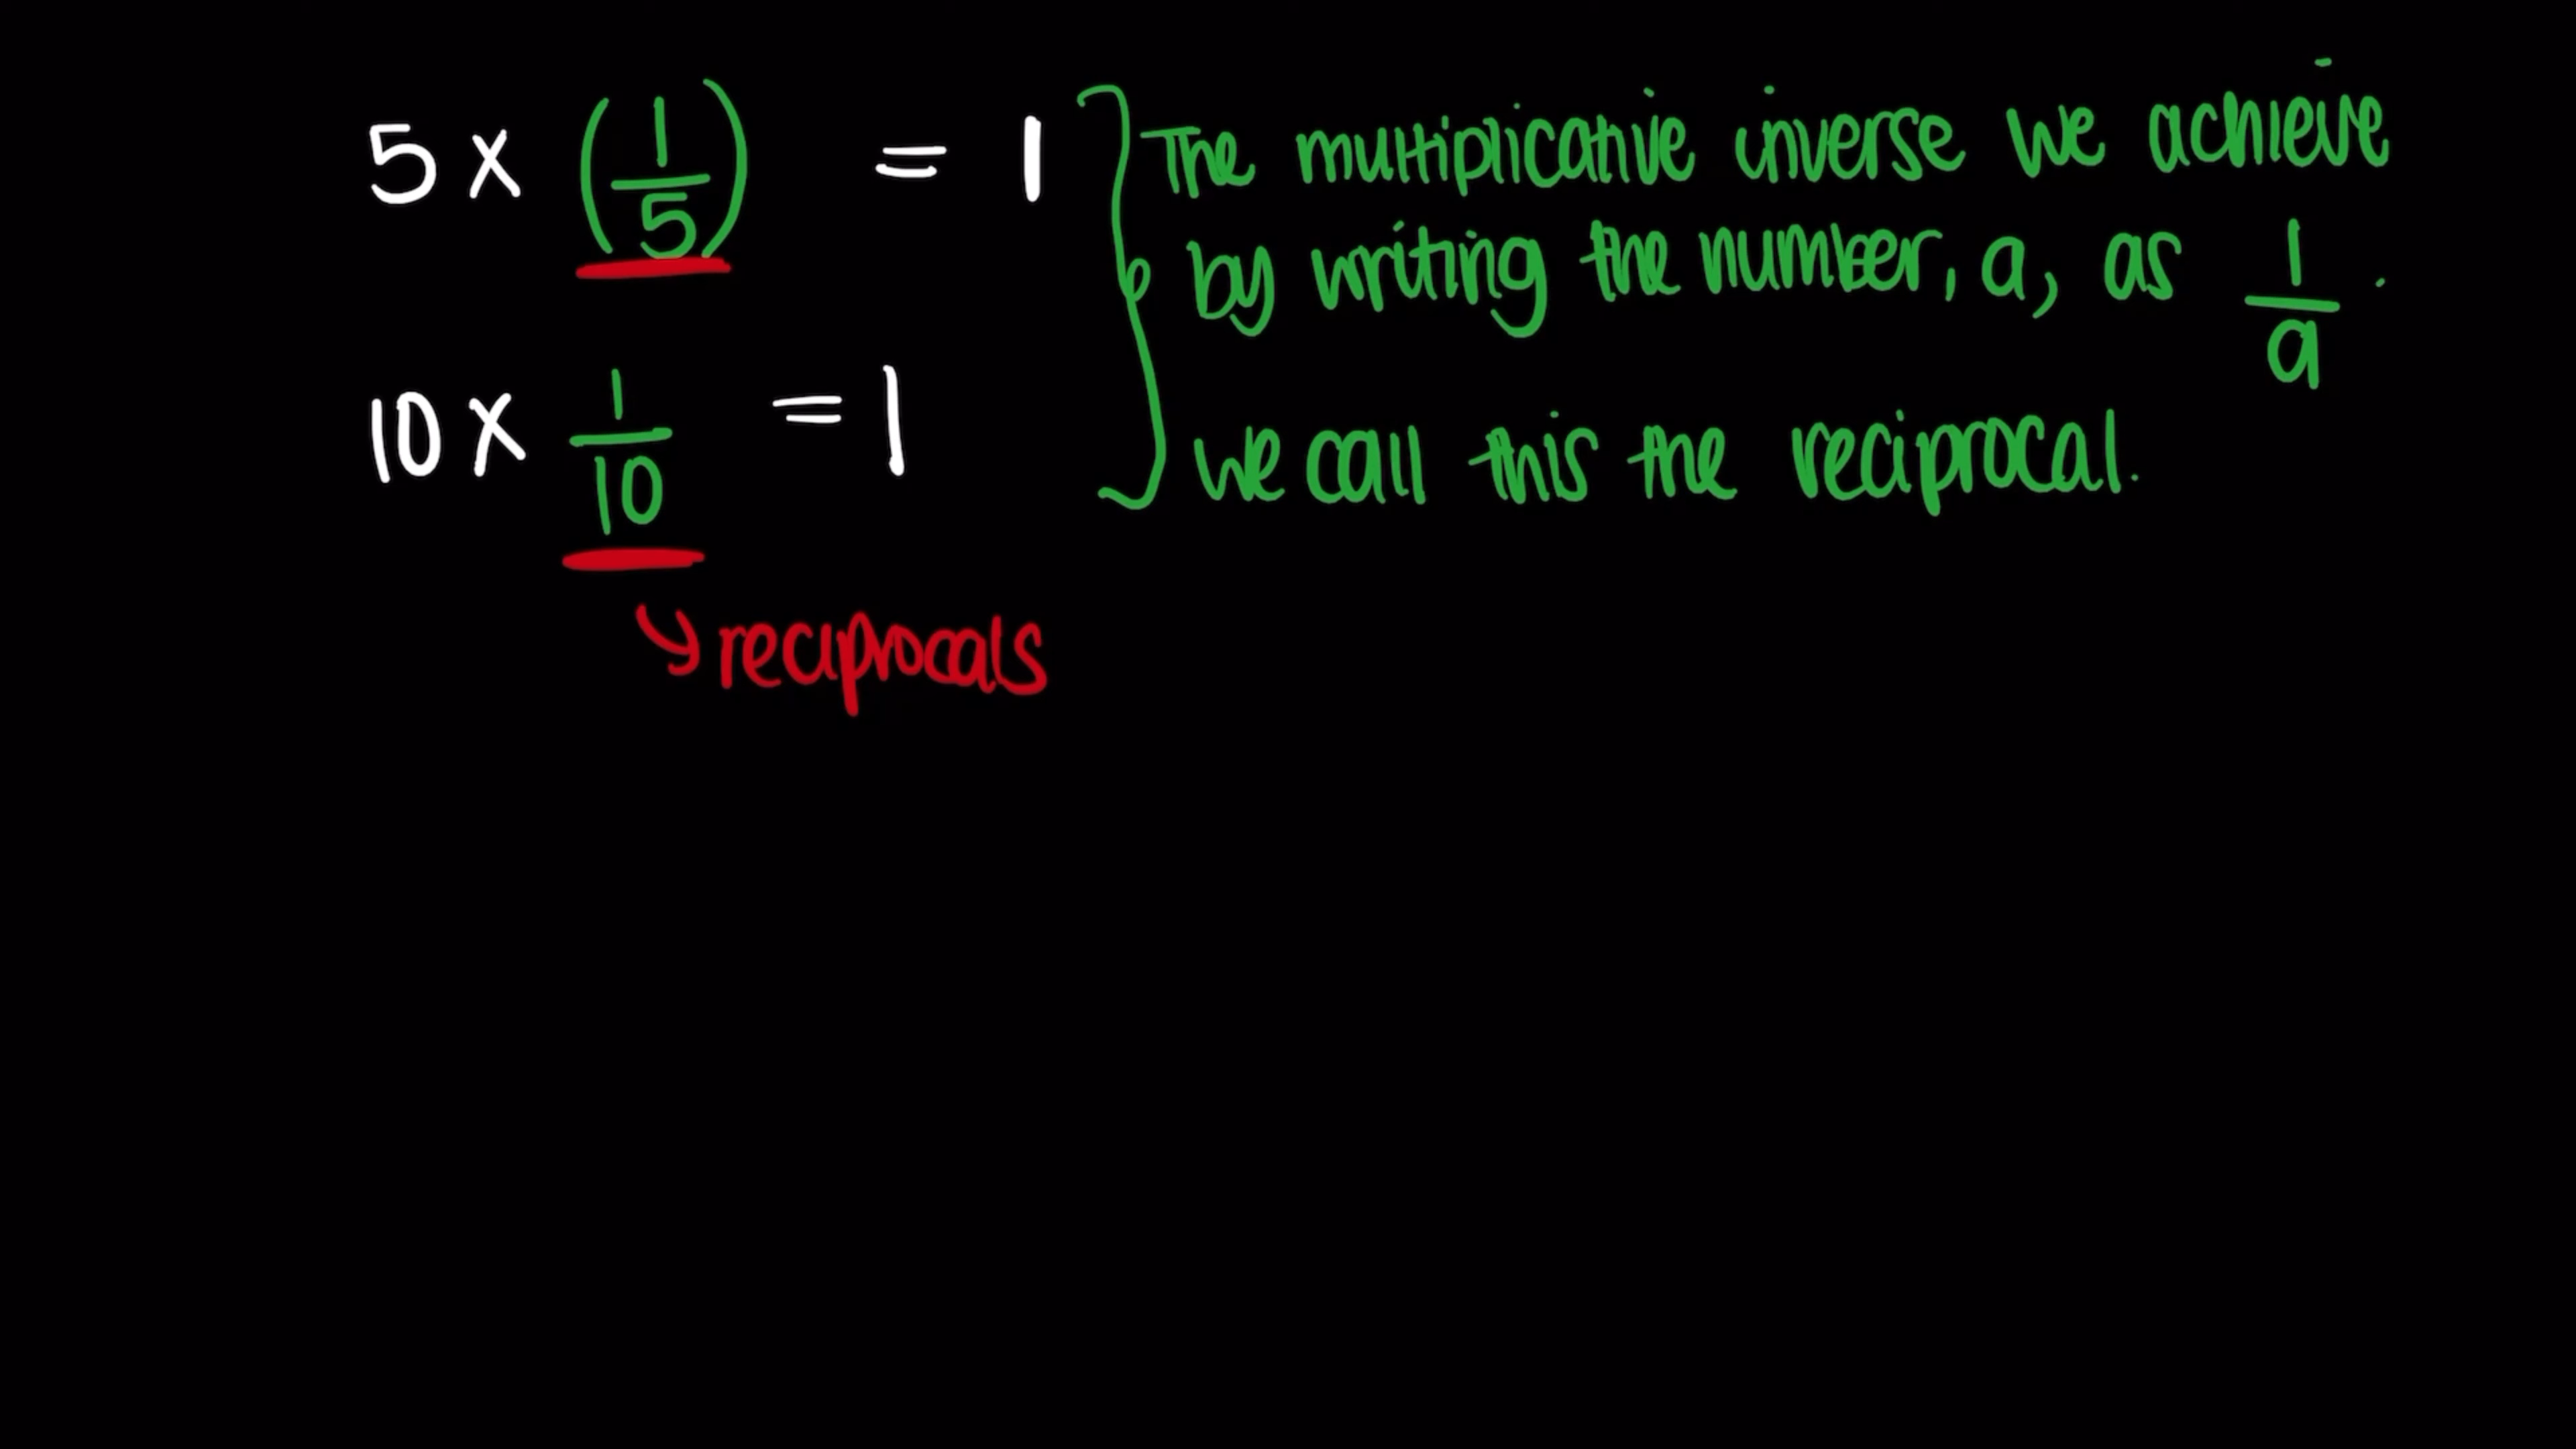 5 x (1/5) = 1
10 x 1/10 = 1
reciprocals
The multiplicative inverse we achieve
by writing the number, a, as 1/a.
we call this the reciprocal.